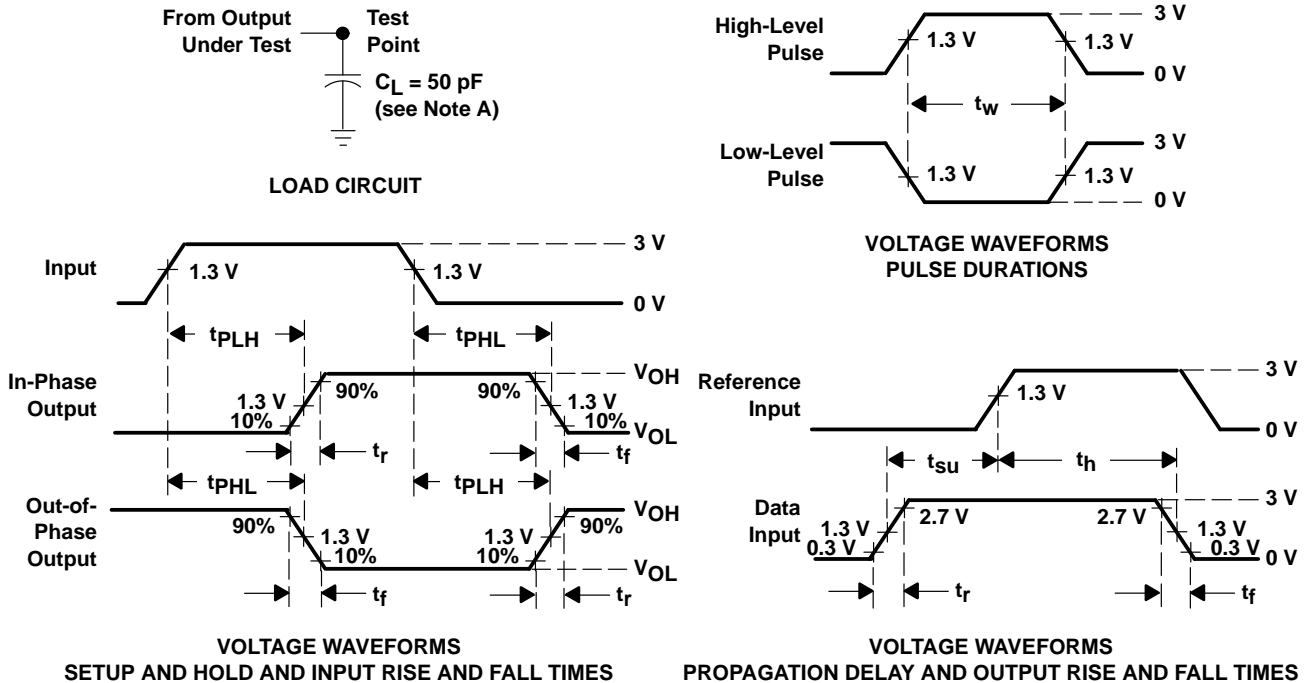 From Output
Under Test
Test
Point
CL = 50 pF
(see Note A)
LOAD CIRCUIT
High-Level
Pulse
3 V
1.3 V
1.3 V
0 V
tw
Low-Level
Pulse
3 V
1.3 V
1.3 V
0 V
VOLTAGE WAVEFORMS
PULSE DURATIONS
Input
3 V
1.3 V
1.3 V
0 V
tPLH
tPHL
In-Phase
Output
VOH
90%
90%
1.3 V
1.3 V
10%
10%
VOL
tr
tf
tPHL
tPLH
Out-of-
Phase
Output
VOH
90%
90%
1.3 V
1.3 V
10%
10%
VOL
tf
tr
VOLTAGE WAVEFORMS
SETUP AND HOLD AND INPUT RISE AND FALL TIMES
Reference
Input
3 V
1.3 V
0 V
tsu
th
Data
Input
3 V
2.7 V
2.7 V
1.3 V
1.3 V
0.3 V
0.3 V
0 V
tr
tf
VOLTAGE WAVEFORMS
PROPAGATION DELAY AND OUTPUT RISE AND FALL TIMES